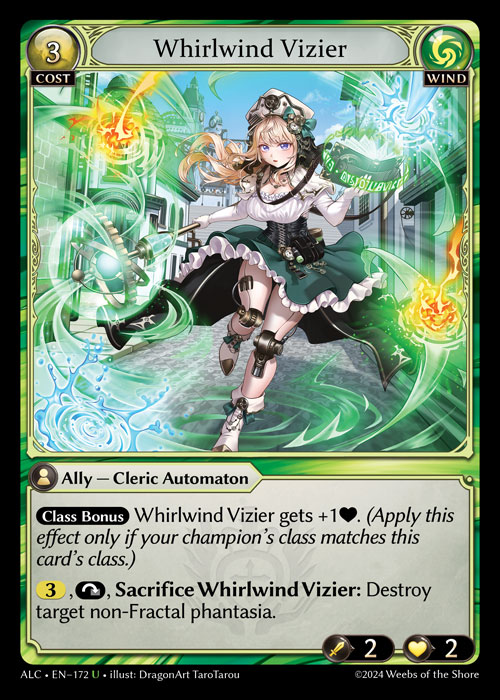 3
Whirlwind Vizier
COST
WIND
Ally — Cleric Automaton
Class Bonus Whirlwind Vizier gets +1♥. (Apply this
effect only if your champion's class matches this
card's class.)
3 , , Sacrifice Whirlwind Vizier: Destroy
target non-Fractal phantasia.
2 2
ALC • EN–172 U • illust: DragonArt TaroTarou
©2024 Weebs of the Shore